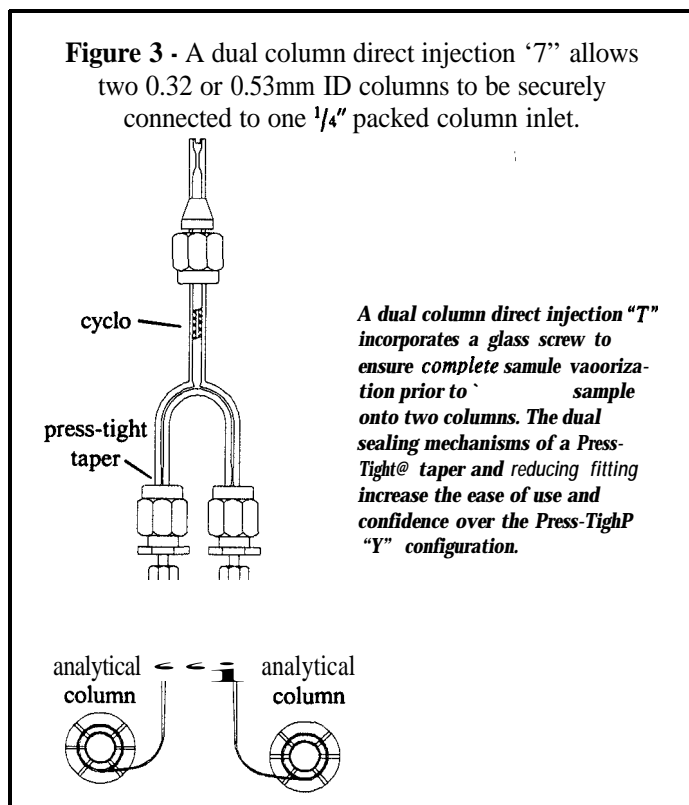 Figure 3 - A dual column direct injection ‘7’’ allows
two 0.32 or 0.53mm ID columns to be securely
connected to one 1/4" packed column inlet.
cyclo
press-tight
taper
A dual column direct injection “T”
incorporates a glass screw to
ensure complete samule vaooriza-
tion prior to ` sample
onto two columns. The dual
sealing mechanisms of a Press-
Tight@ taper and reducing fitting
increase the ease of use and
confidence over the Press-TighP
“Y” configuration.
analytical
column
analytical
column